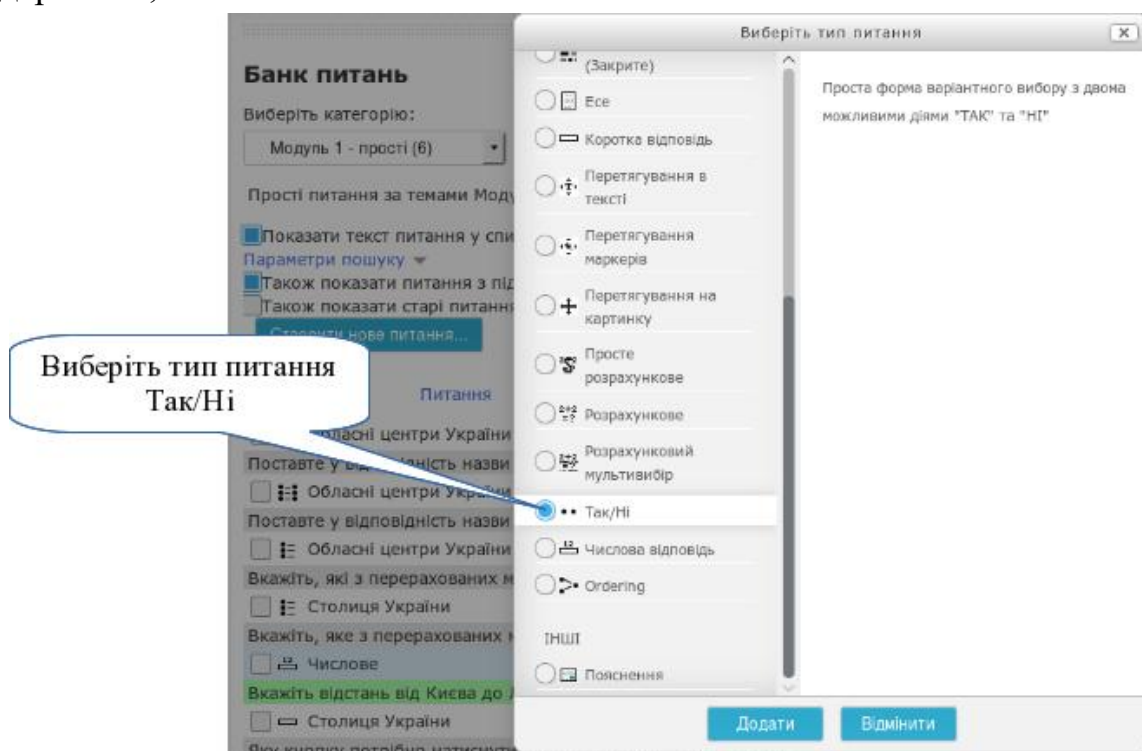 Виберіть тип питання
Банк питань
Виберіть категорію:
Модуль 1 - прості (6)
Прості питання за темами Моду
Показати текст питання у спи
Параметри пошуку
Також показати питання з під
Також показати старі питання
Створити нове питання...
Виберіть тип питання
Так/Ні
Питання
Обласні центри України
Поставте у відповідність назви
Обласні центри України
Поставте у відповідність назви
Обласні центри України
Вкажіть, які з перерахованих м
Столиця України
Вкажіть, яке з перерахованих м
Числове
Вкажіть відстань від Києва до
Столиця України
Яку кнопку потрібно натиснути
(Закрите)
Есе
Коротка відповідь
Перетягування в
тексті
Перетягування
маркерів
Перетягування на
картинку
Просте
розрахункове
Розрахункове
Розрахунковий
мультивибір
Так/Ні
Числова відповідь
Ordering
ІНШІ
Пояснення
Проста форма варіантного вибору з двома
можливими діями "ТАК" та "НІ"
Додати
Відмінити